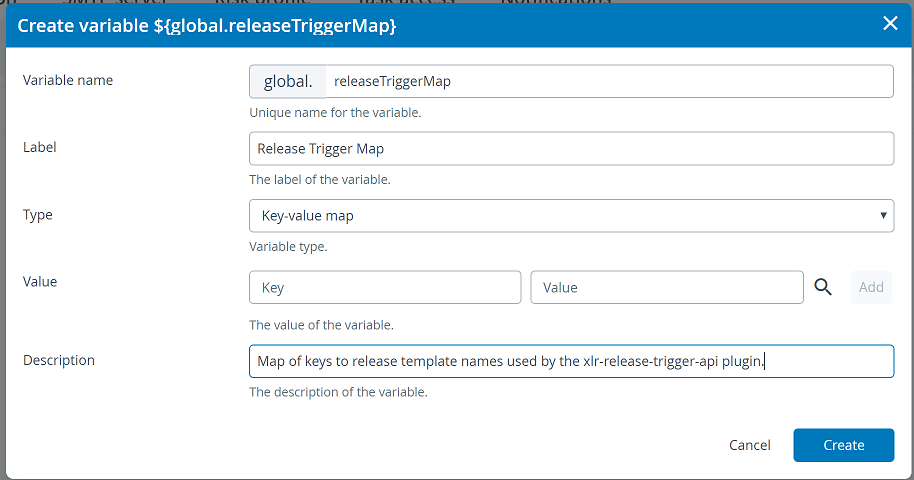 Create variable ${global.releaseTriggerMap}
Variable name
global. releaseTriggerMap
Unique name for the variable.
Label
Release Trigger Map
The label of the variable.
Type
Key-value map
Variable type.
Value
Key Value Add
The value of the variable.
Description
Map of keys to release template names used by the xlr-release-trigger-api plugin.
The description of the variable.
Cancel Create